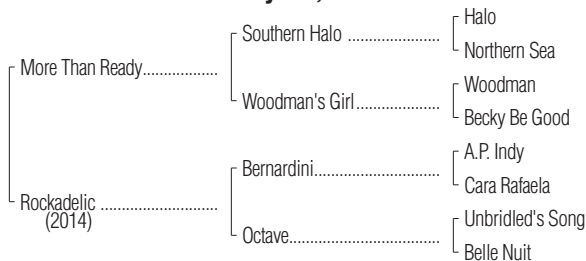 Halo
Southern Halo
Northern Sea
More Than Ready
Woodman
Woodman's Girl
Becky Be Good
A.P. Indy
Bernardini
Cara Rafaela
Rockadelic
(2014)
Unbridled's Song
Octave
Belle Nuit